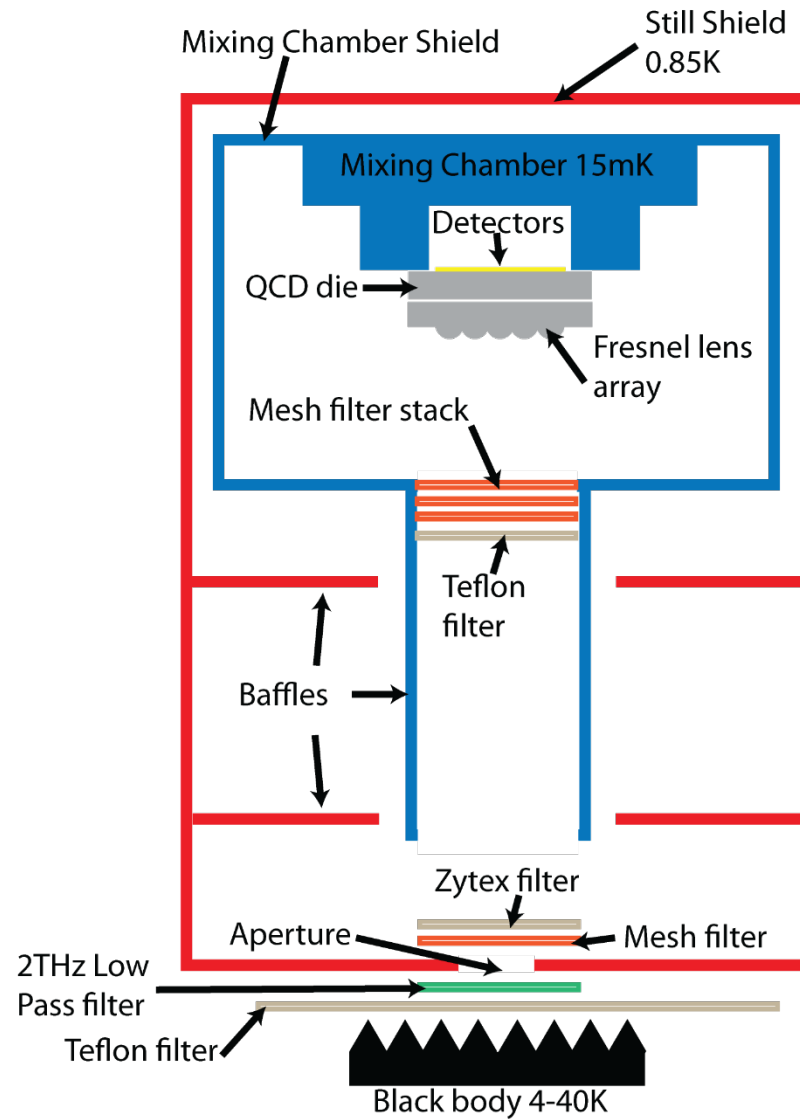 Mixing Chamber Shield
Still Shield
0.85K
Mixing Chamber 15mK
Detectors
QCD die
Fresnel lens
array
Mesh filter stack
Teflon
filter
Baffles
Zytex filter
Aperture
Mesh filter
2THz Low
Pass filter
Teflon filter
Black body 4-40K